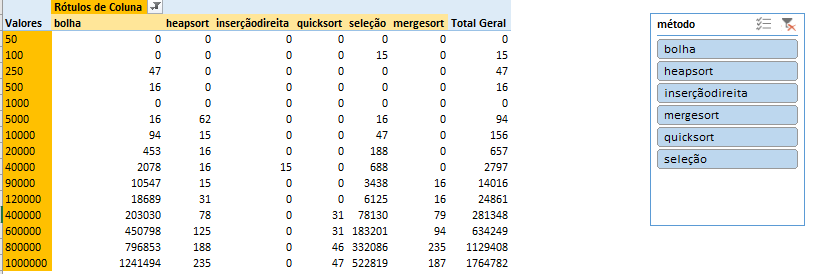 Rótulos de Coluna
Valores bolha heapsort inserçãodireita quicksort seleção mergesort Total Geral
50 0 0 0 0 0 0 0
100 0 0 0 0 15 0 15
250 47 0 0 0 0 0 47
500 16 0 0 0 0 0 16
1000 0 0 0 0 0 0 0
5000 16 62 0 0 16 0 94
10000 94 15 0 0 47 0 156
20000 453 16 0 0 188 0 657
40000 2078 16 15 0 688 0 2797
90000 10547 15 0 0 3438 16 14016
120000 18689 31 0 0 6125 16 24861
400000 203030 78 0 31 78130 79 281348
600000 450798 125 0 31 183201 94 634249
800000 796853 188 0 46 332086 235 1129408
1000000 1241494 235 0 47 522819 187 1764782
método
bolha
heapsort
inserçãodireita
mergesort
quicksort
seleção